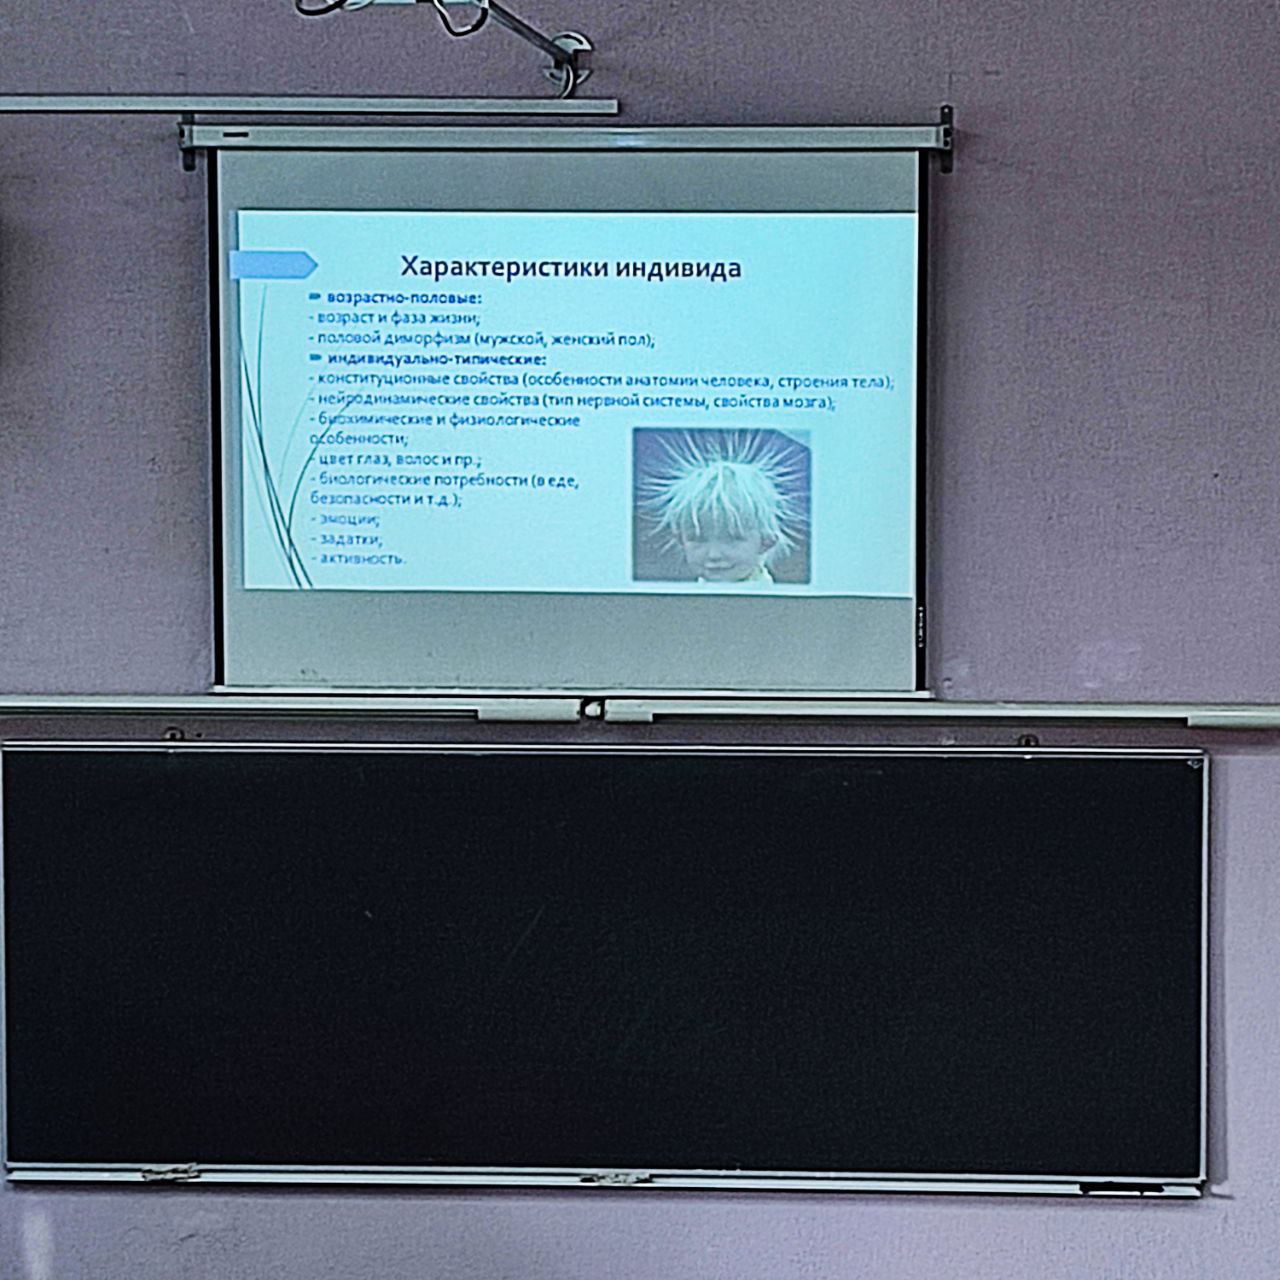 Характеристики индивида
возрастно-половые:
- возраст и фаза жизни;
- половой диморфизм (мужской, женский пол);
индивидуально-типические:
- конституционные свойства (особенности анатомии человека, строения тела);
- нейродинамические свойства (тип нервной системы, свойства мозга);
- биохимические и физиологические
особенности;
- цвет глаз, волос и пр.;
- биологические потребности (в еде,
безопасности и т.д.);
- эмоции;
- задатки;
- активность.